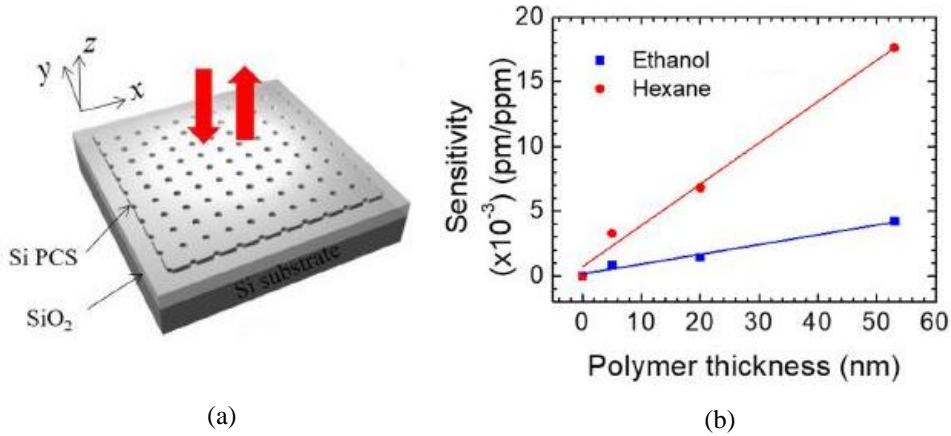 z
y
x
Si PCS
SiO₂
Si substrate
(a)
Sensitivity
(x10⁻³) (pm/ppm)
20
15
10
5
0
Ethanol
Hexane
0 10 20 30 40 50 60
Polymer thickness (nm)
(b)